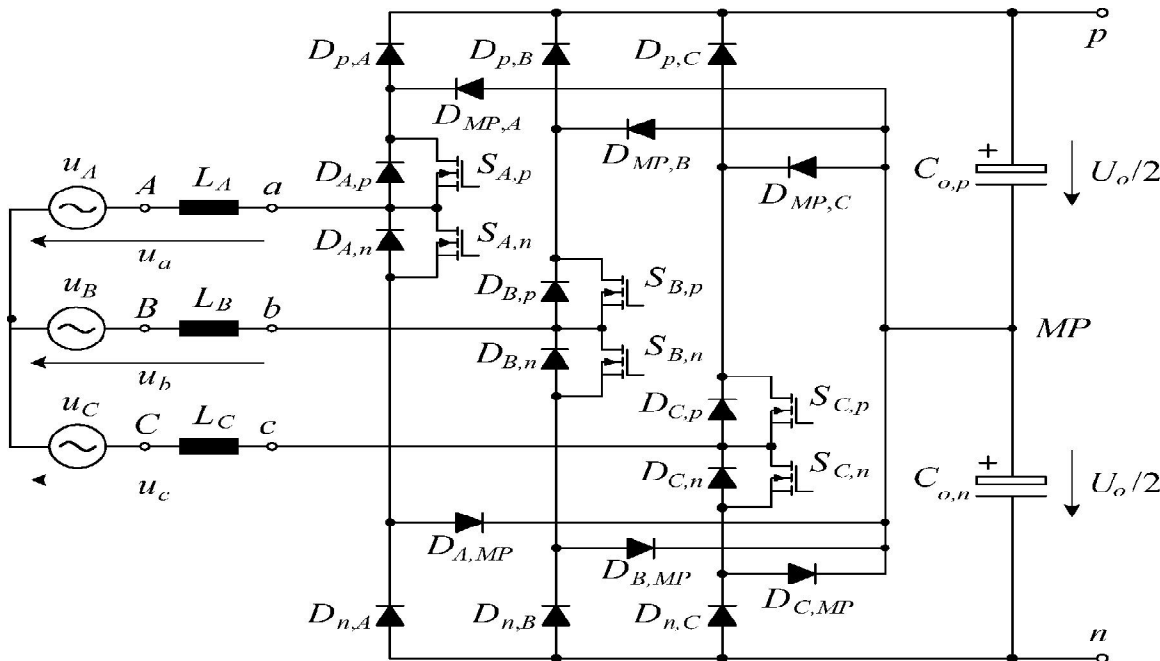 p
D_{p,A}
D_{p,B}
D_{p,C}
D_{MP,A}
D_{MP,B}
D_{MP,C}
u_A
A
L_A
a
D_{A,p}
S_{A,p}
C_{o,p}
+
U_o/2
u_a
D_{A,n}
S_{A,n}
u_B
B
L_B
b
D_{B,p}
S_{B,p}
MP
u_b
D_{B,n}
S_{B,n}
u_C
C
L_C
c
D_{C,p}
S_{C,p}
u_c
D_{C,n}
S_{C,n}
C_{o,n}
+
U_o/2
D_{A,MP}
D_{B,MP}
D_{C,MP}
D_{n,A}
D_{n,B}
D_{n,C}
n